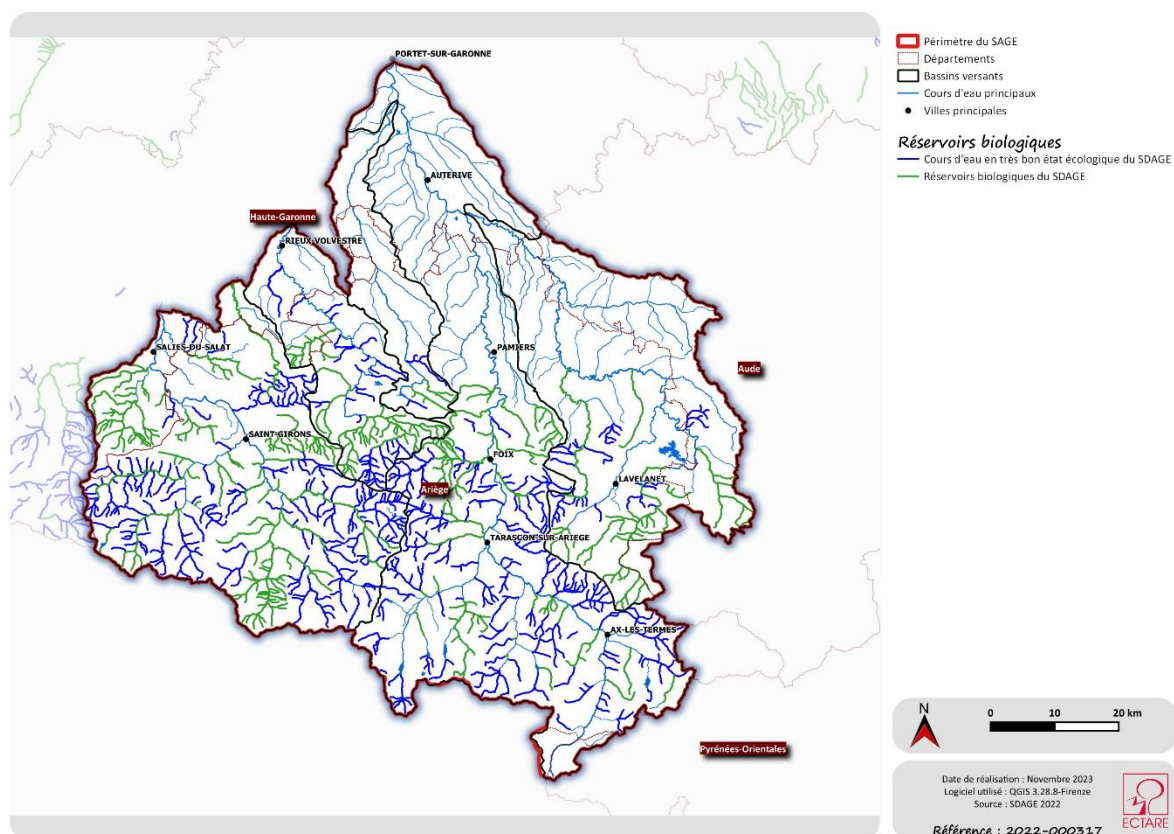 PORTET-SUR-GARONNE
AUTERIVE
Haute-Garonne
RIEUX-VOLVESTRE
SALIES-DU-SALAT
PAMIERS
Aude
SAINT-GIRONS
FOIX
Ariège
LAVELANET
TARASCON-SUR-ARIEGE
AX-LES-TERMES
Pyrénées-Orientales
Périmètre du SAGE
Départements
Bassins versants
Cours d'eau principaux
Villes principales
Réservoirs biologiques
Cours d'eau en très bon état écologique du SDAGE
Réservoirs biologiques du SDAGE
N
0 10 20 km
Date de réalisation : Novembre 2023
Logiciel utilisé : QGIS 3.28.8-Firenze
Source : SDAGE 2022
Référence : 2022-000317
ECTARE